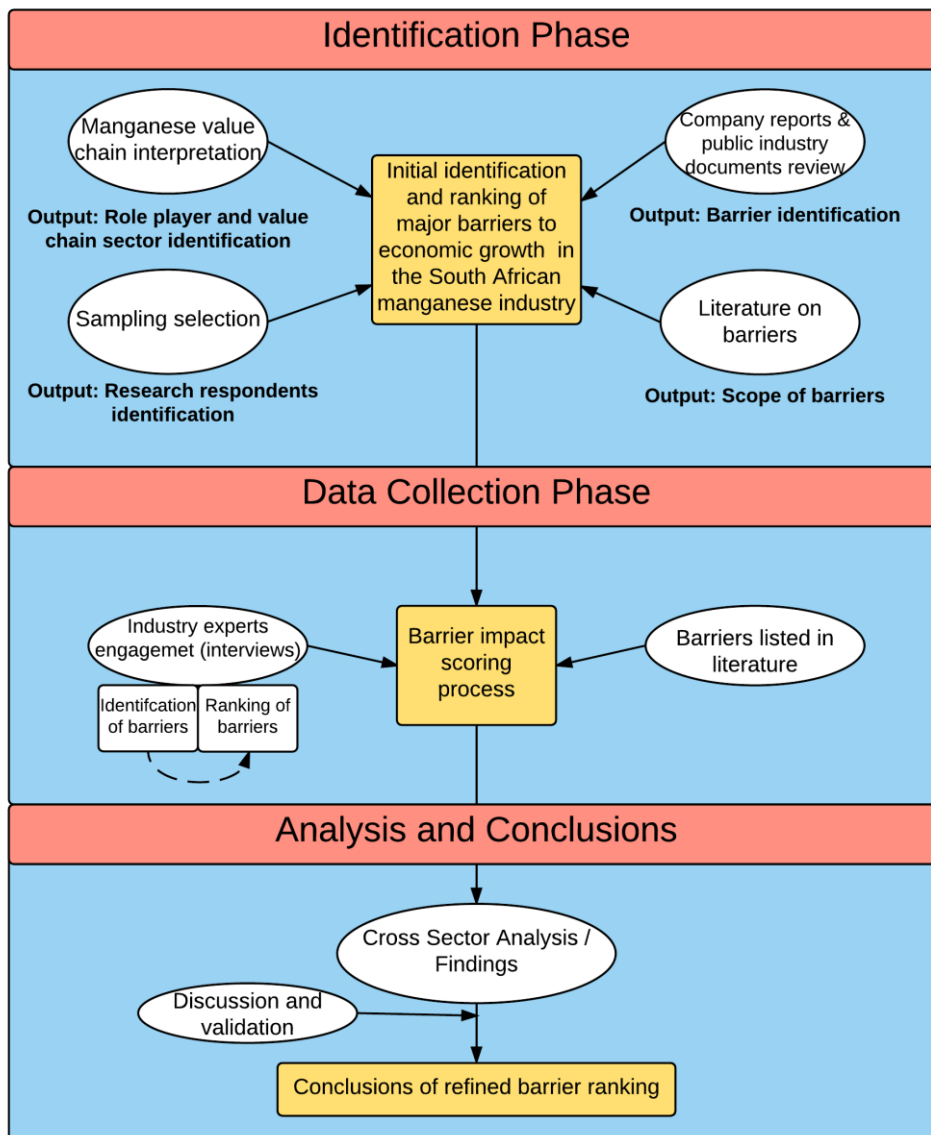 Identification Phase
Manganese value
chain interpretation
Output: Role player and value
chain sector identification
Sampling selection
Output: Research respondents
identification
Initial identification
and ranking of
major barriers to
economic growth in
the South African
manganese industry
Company reports &
public industry
documents review
Output: Barrier identification
Literature on
barriers
Output: Scope of barriers
Data Collection Phase
Industry experts
engagemet (interviews)
Identifcation
of barriers
Ranking of
barriers
Barrier impact
scoring
process
Barriers listed in
literature
Analysis and Conclusions
Cross Sector Analysis /
Findings
Discussion and
validation
Conclusions of refined barrier ranking